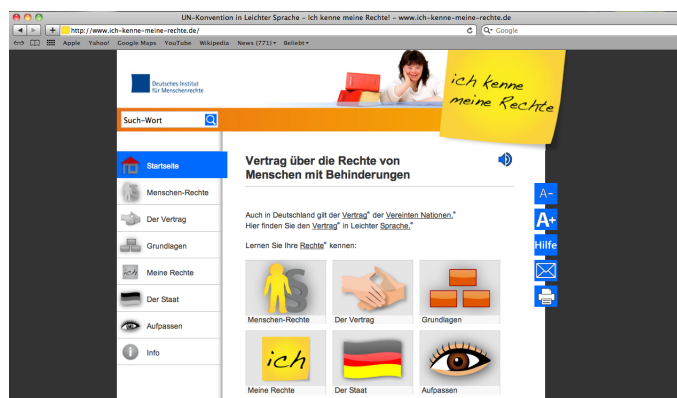 UN-Konvention in Leichter Sprache - Ich kenne meine Rechte! - www.ich-kenne-meine-rechte.de
http://www.ich-kenne-meine-rechte.de/
Google
Apple Yahoo! Google Maps YouTube Wikipedia News (771) Beliebt
Deutsches Institut
für Menschenrechte
ich kenne
meine Rechte
Such-Wort
Startseite
Menschen-Rechte
Der Vertrag
Grundlagen
ich Meine Rechte
Der Staat
Aufpassen
i Info
Vertrag über die Rechte von
Menschen mit Behinderungen
Auch in Deutschland gilt der Vertrag* der Vereinten Nationen.*
Hier finden Sie den Vertrag* in Leichter Sprache.*
Lernen Sie Ihre Rechte* kennen:
§
Menschen-Rechte Der Vertrag Grundlagen
ich
Meine Rechte Der Staat Aufpassen
A-
A+
Hilfe